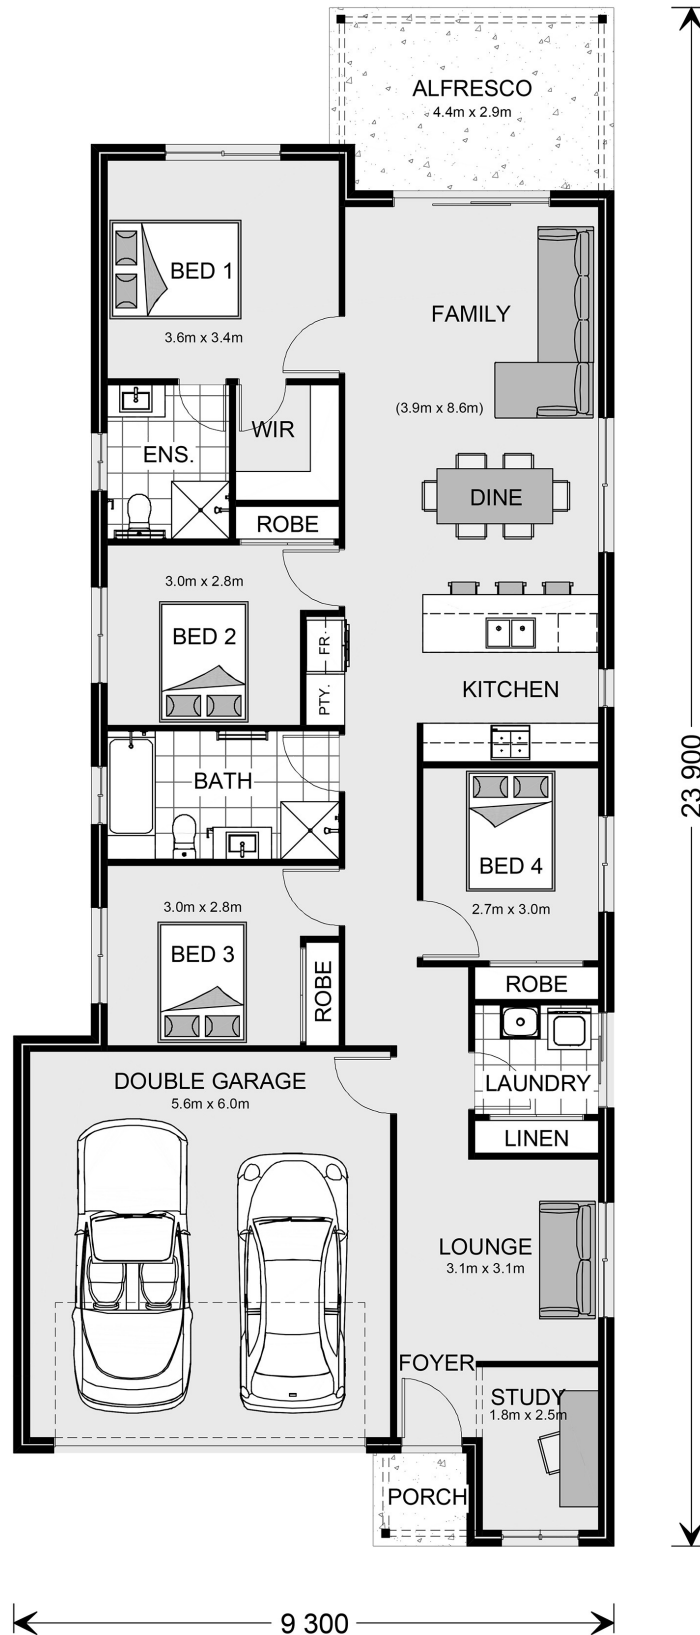 ALFRESCO
4.4m x 2.9m
BED 1
3.6m x 3.4m
FAMILY
(3.9m x 8.6m)
WIR
ENS.
DINE
ROBE
3.0m x 2.8m
BED 2
FR.
PTY.
KITCHEN
BATH
BED 4
2.7m x 3.0m
3.0m x 2.8m
BED 3
ROBE
ROBE
LAUNDRY
LINEN
DOUBLE GARAGE
5.6m x 6.0m
LOUNGE
3.1m x 3.1m
FOYER
STUDY
1.8m x 2.5m
PORCH
23 900
9 300